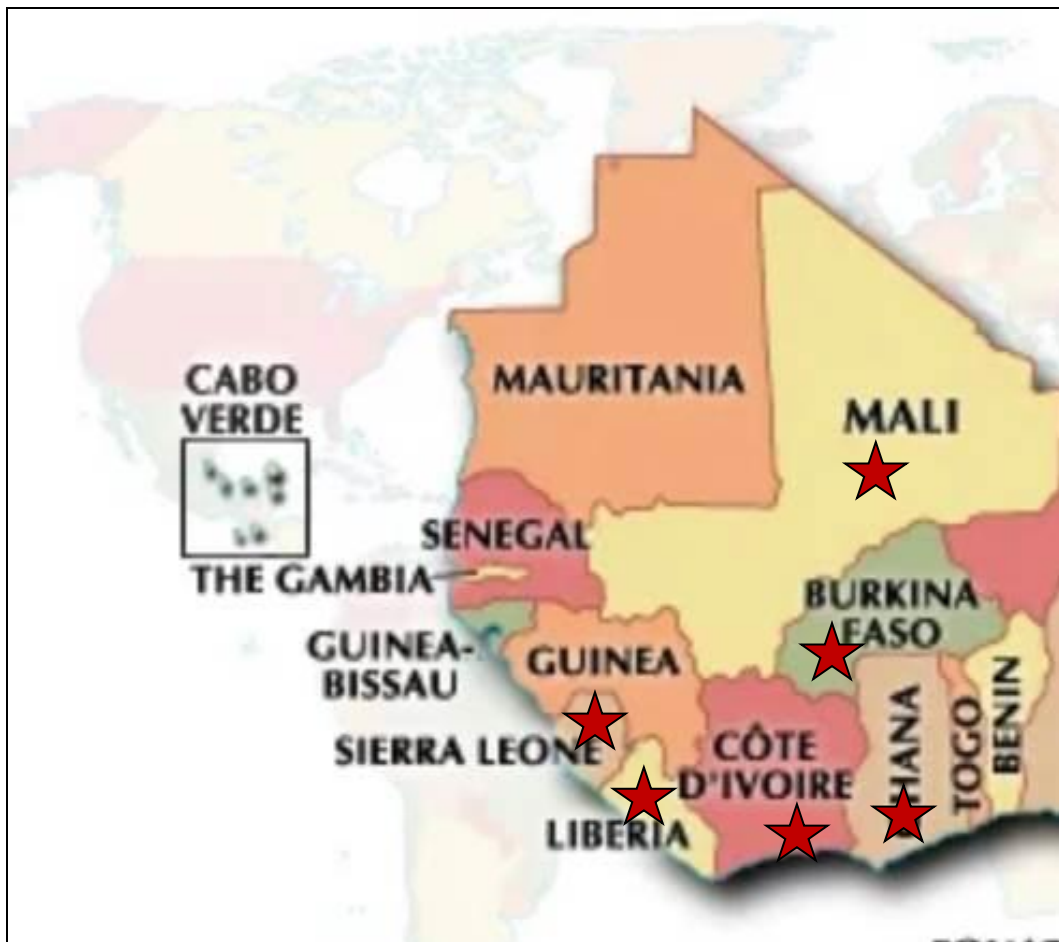 MAURITANIA
CABO
VERDE
MALI
SENEGAL
THE GAMBIA
BURKINA
FASO
GUINEA-
BISSAU
GUINEA
SIERRA LEONE
CÔTE
D'IVOIRE
LIBERIA
GHANA
TOGO
BENIN